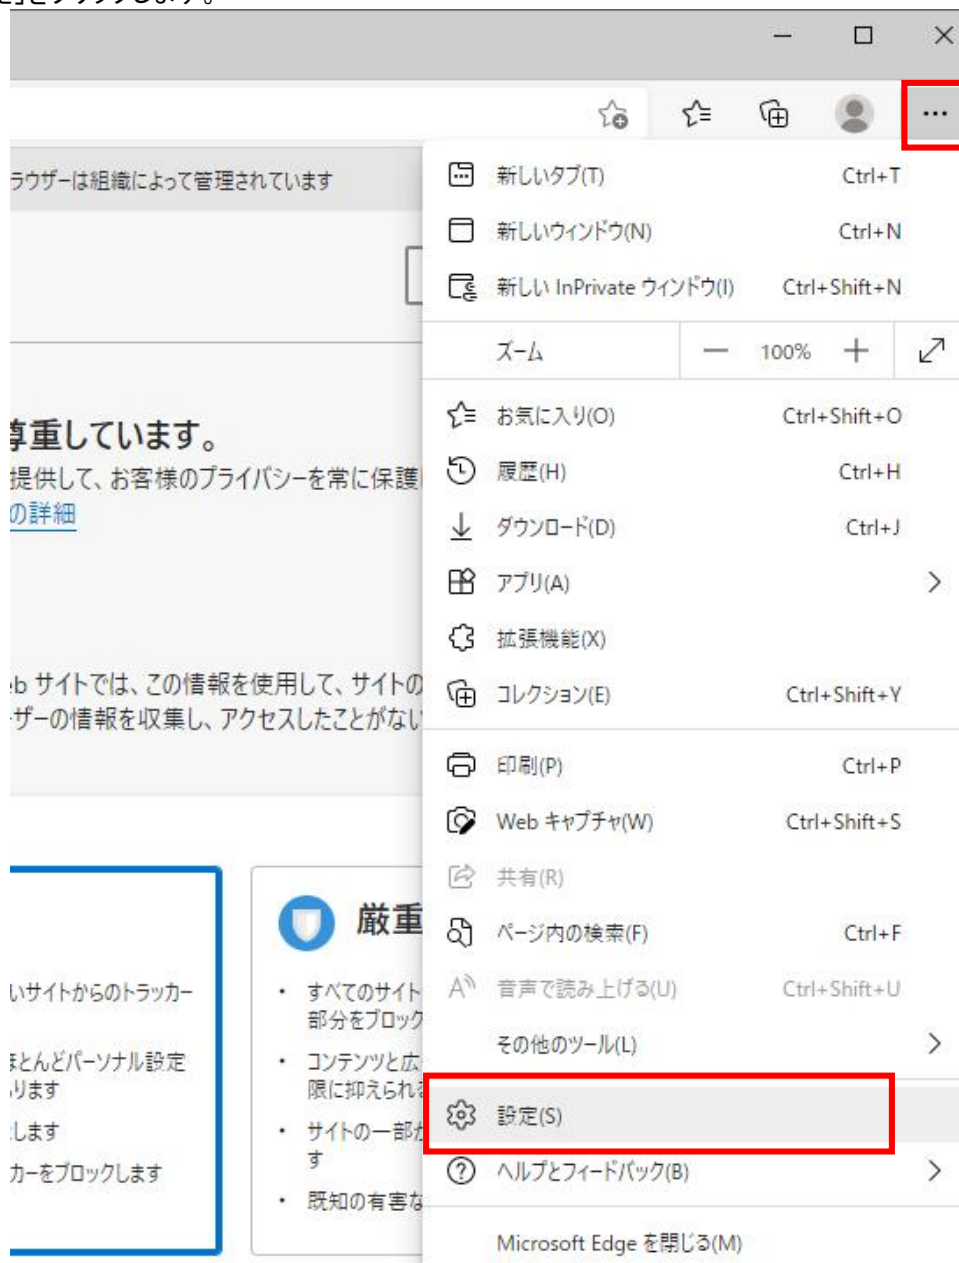 ]をクリックします。
ラウザーは組織によって管理されています
尊重しています。
提供して、お客様のプライバシーを常に保護
の詳細
eb サイトでは、この情報を使用して、サイトの
ーザーの情報を収集し、アクセスしたことがない
いサイトからのトラッカー
ほとんどパーソナル設定
ります
します
カーをブロックします
厳重
• すべてのサイト
部分をブロック
• コンテンツと広
限に抑えられる
• サイトの一部が
す
• 既知の有害な
新しいタブ(T) Ctrl+T
新しいウィンドウ(N) Ctrl+N
新しい InPrivate ウィンドウ(I) Ctrl+Shift+N
ズーム — 100% +
お気に入り(O) Ctrl+Shift+O
履歴(H) Ctrl+H
ダウンロード(D) Ctrl+J
アプリ(A)
拡張機能(X)
コレクション(E) Ctrl+Shift+Y
印刷(P) Ctrl+P
Web キャプチャ(W) Ctrl+Shift+S
共有(R)
ページ内の検索(F) Ctrl+F
音声で読み上げる(U) Ctrl+Shift+U
その他のツール(L)
設定(S)
ヘルプとフィードバック(B)
Microsoft Edge を閉じる(M)